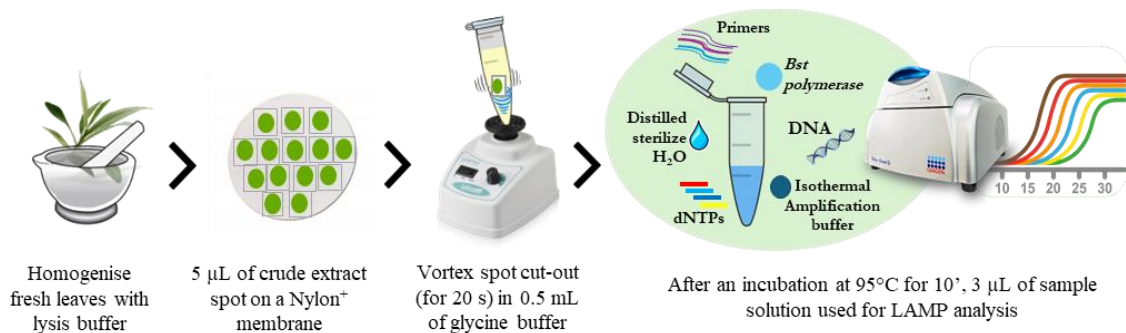 Primers
Bst
polymerase
Distilled
sterilize
H₂O
DNA
dNTPs
Isothermal
Amplification
buffer
10 15 20 25 30
Homogenise
fresh leaves with
lysis buffer
5 µL of crude extract
spot on a Nylon⁺
membrane
Vortex spot cut-out
(for 20 s) in 0.5 mL
of glycine buffer
After an incubation at 95°C for 10’, 3 µL of sample
solution used for LAMP analysis